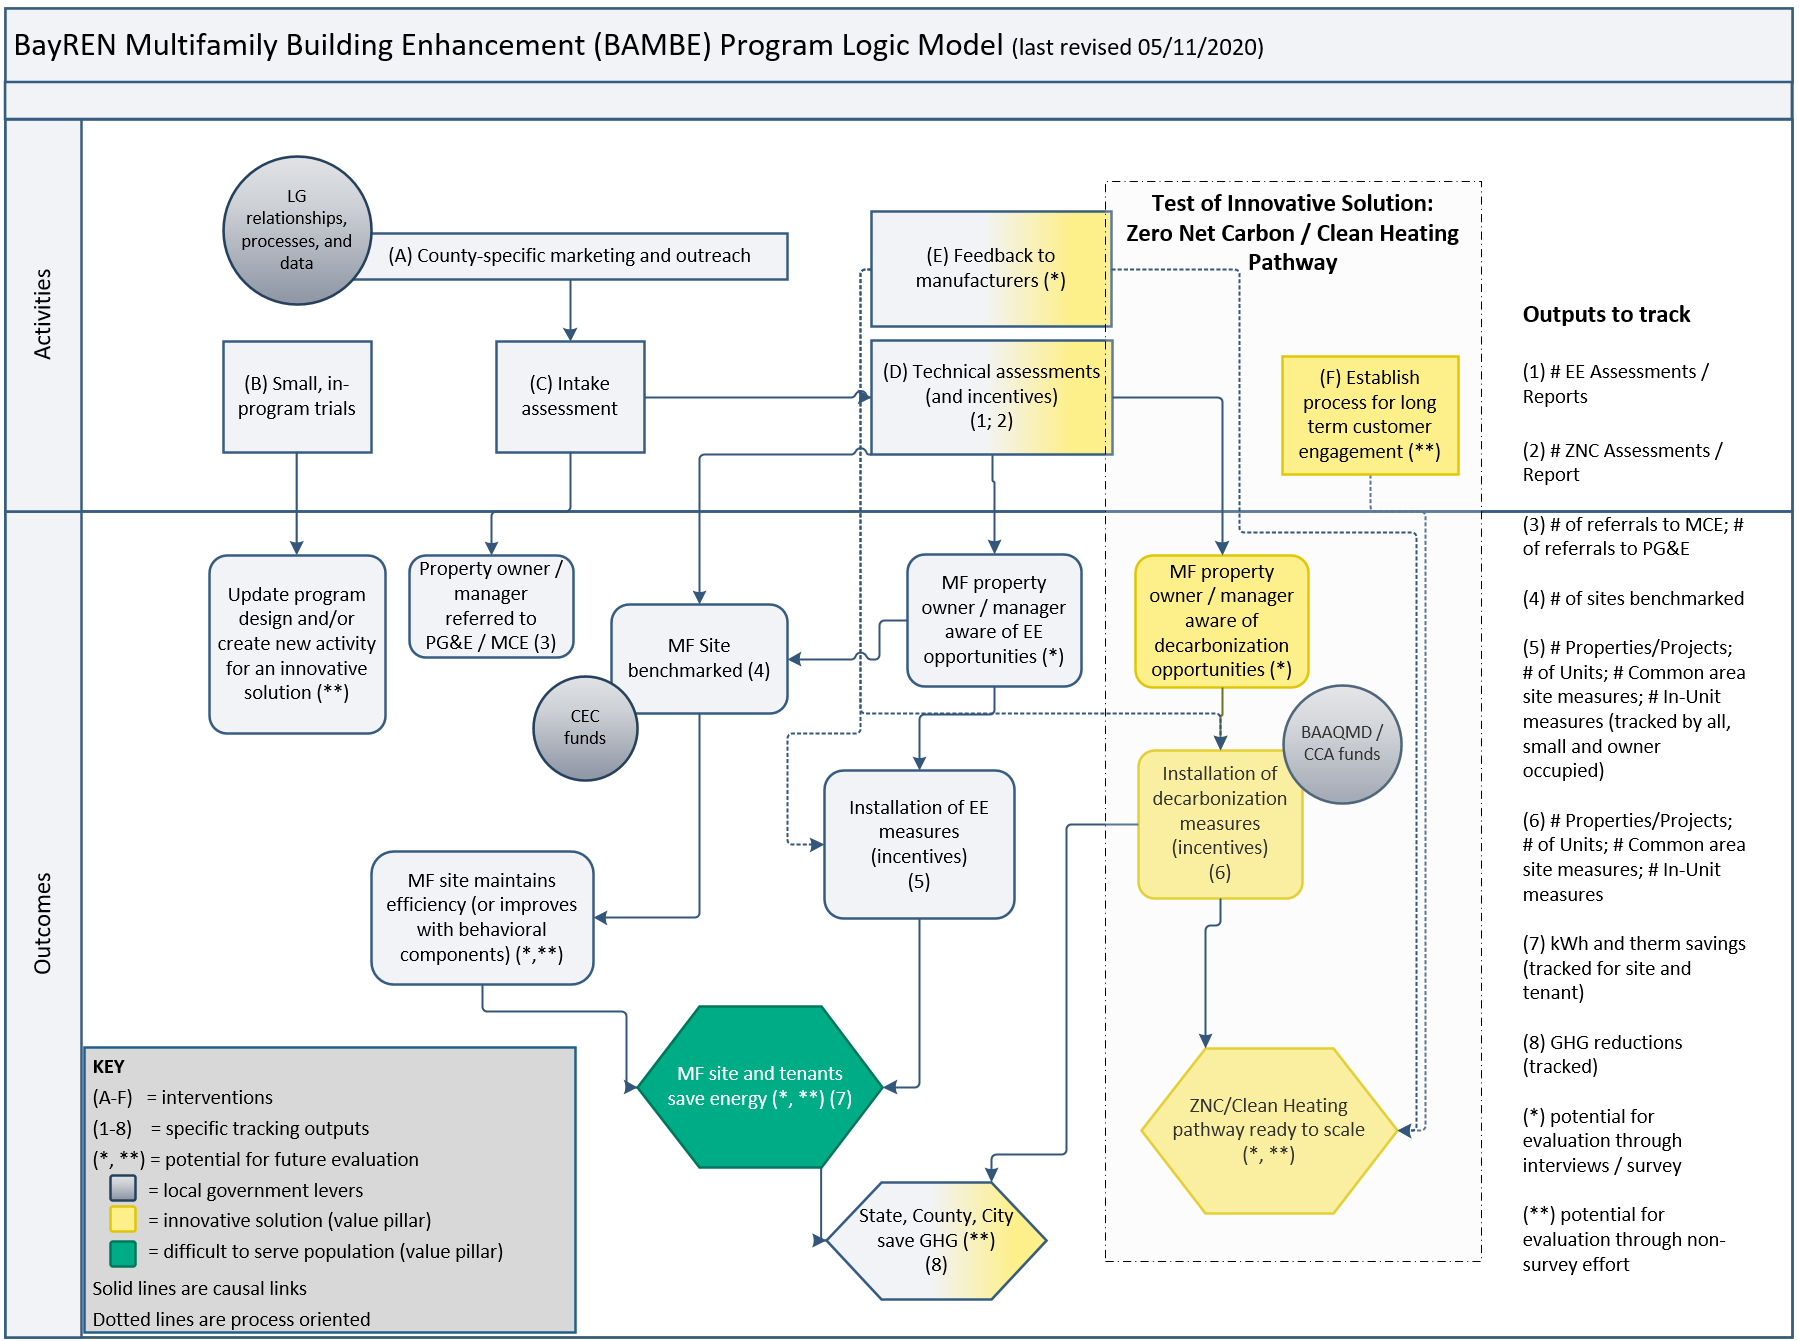 BayREN Multifamily Building Enhancement (BAMBE) Program Logic Model (last revised 05/11/2020)
Activities
LG
relationships,
processes, and
data
(A) County-specific marketing and outreach
(B) Small, in-
program trials
(C) Intake
assessment
(E) Feedback to
manufacturers (*)
(D) Technical assessments
(and incentives)
(1; 2)
Test of Innovative Solution:
Zero Net Carbon / Clean Heating
Pathway
(F) Establish
process for long
term customer
engagement (**)
Outcomes
Update program
design and/or
create new activity
for an innovative
solution (**)
Property owner /
manager
referred to
PG&E / MCE (3)
MF Site
benchmarked (4)
CEC
funds
MF property
owner / manager
aware of EE
opportunities (*)
MF property
owner / manager
aware of
decarbonization
opportunities (*)
BAAQMD /
CCA funds
Installation of EE
measures
(incentives)
(5)
Installation of
decarbonization
measures
(incentives)
(6)
MF site maintains
efficiency (or improves
with behavioral
components) (*,**)
MF site and tenants
save energy (*, **) (7)
ZNC/Clean Heating
pathway ready to scale
(*, **)
State, County, City
save GHG (**)
(8)
Outputs to track
(1) # EE Assessments /
Reports
(2) # ZNC Assessments /
Report
(3) # of referrals to MCE; #
of referrals to PG&E
(4) # of sites benchmarked
(5) # Properties/Projects;
# of Units; # Common area
site measures; # In-Unit
measures (tracked by all,
small and owner
occupied)
(6) # Properties/Projects;
# of Units; # Common area
site measures; # In-Unit
measures
(7) kWh and therm savings
(tracked for site and
tenant)
(8) GHG reductions
(tracked)
(*) potential for
evaluation through
interviews / survey
(**) potential for
evaluation through non-
survey effort
KEY
(A-F) = interventions
(1-8) = specific tracking outputs
(*, **) = potential for future evaluation
= local government levers
= innovative solution (value pillar)
= difficult to serve population (value pillar)
Solid lines are causal links
Dotted lines are process oriented